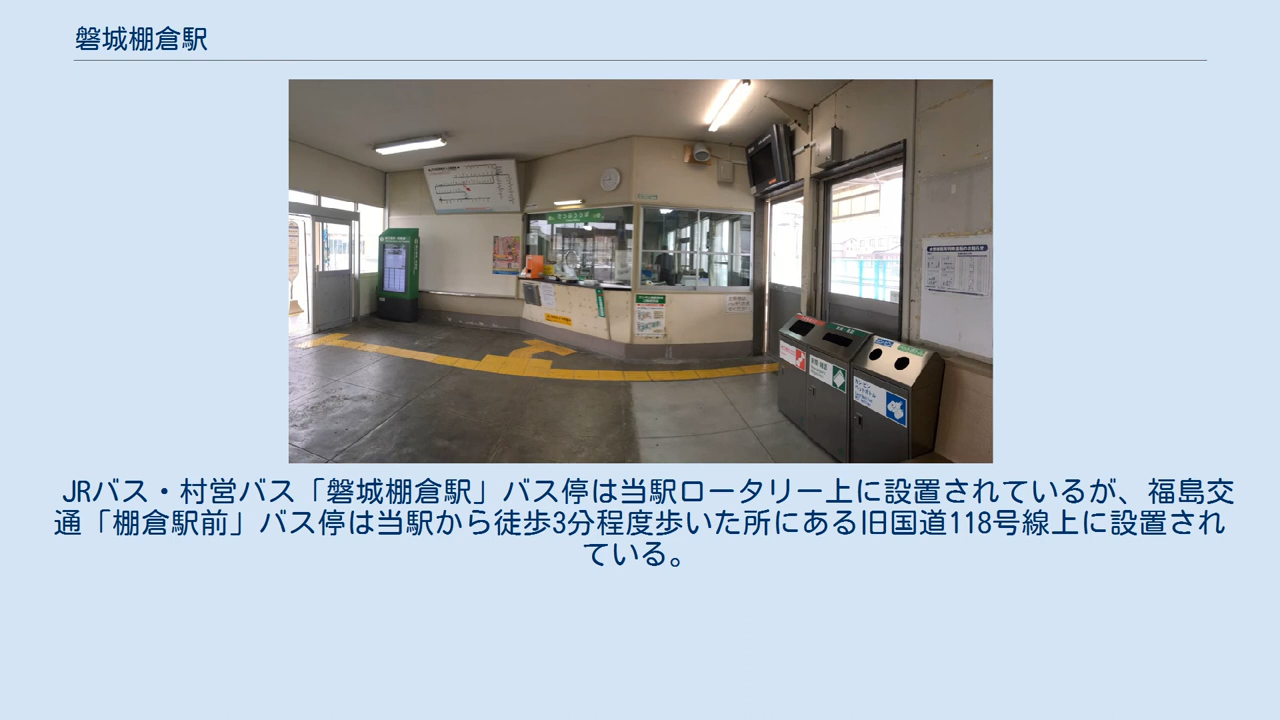 磐城棚倉駅
JRバス・村営バス「磐城棚倉駅」バス停は当駅ロータリー上に設置されているが、福島交
通「棚倉駅前」バス停は当駅から徒歩3分程度歩いた所にある旧国道118号線上に設置され
ている。